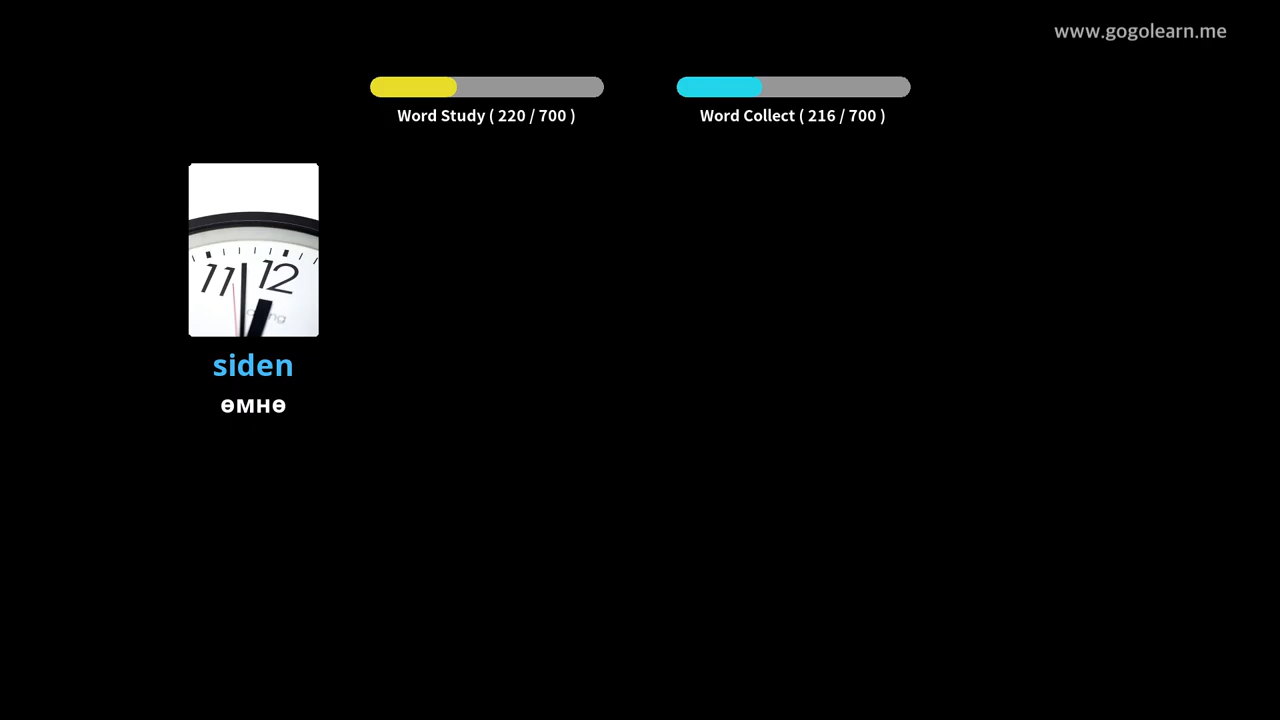 www.gogolearn.me
Word Study ( 220 / 700 )
Word Collect ( 216 / 700 )
11 12
siden
өмнө